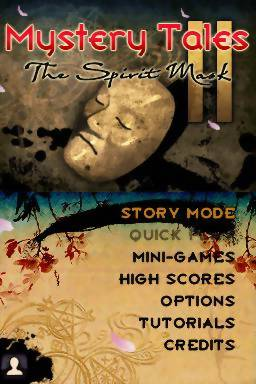 Mystery Tales
II
The Spirit Mask
STORY MODE
QUICK
MINI-GAMES
HIGH SCORES
OPTIONS
TUTORIALS
CREDITS